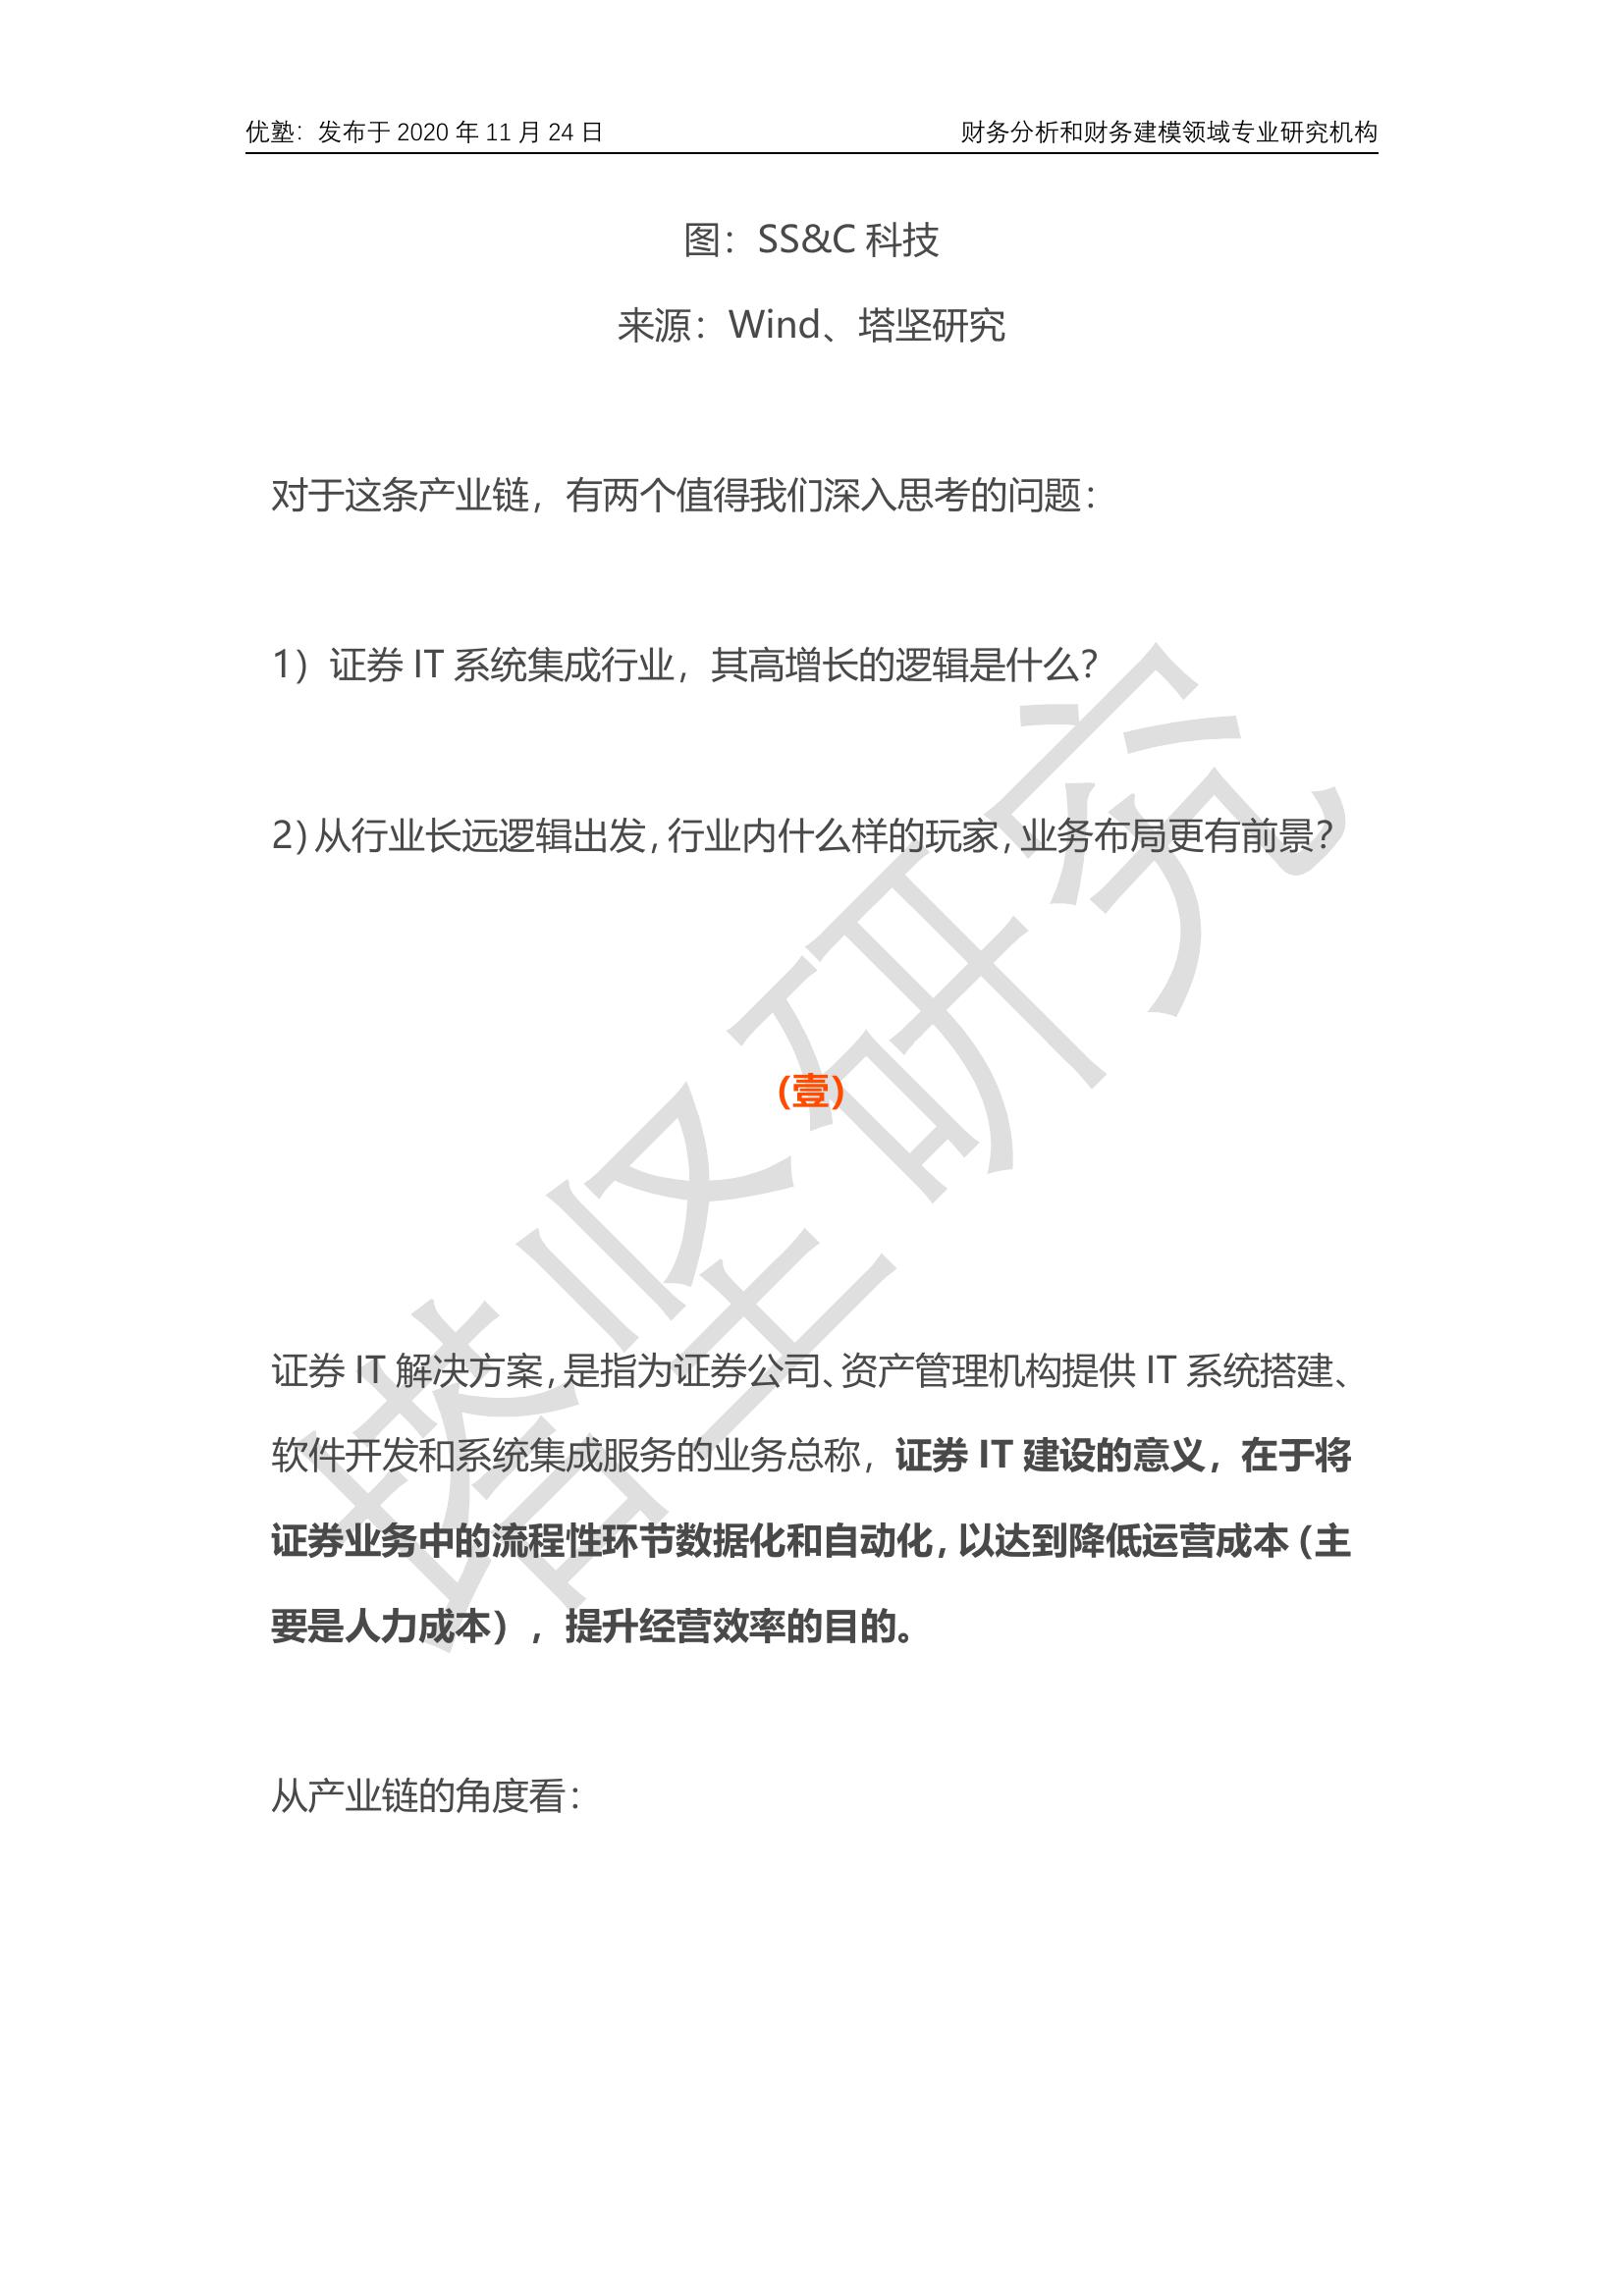 优塾：发布于 2020 年 11 月 24 日 财务分析和财务建模领域专业研究机构
图：SS&C 科技
来源：Wind、塔坚研究
对于这条产业链，有两个值得我们深入思考的问题：
1）证券 IT 系统集成行业，其高增长的逻辑是什么？
2）从行业长远逻辑出发，行业内什么样的玩家，业务布局更有前景？
(壹)
证券 IT 解决方案，是指为证券公司、资产管理机构提供 IT 系统搭建、
软件开发和系统集成服务的业务总称，证券 IT 建设的意义，在于将
证券业务中的流程性环节数据化和自动化，以达到降低运营成本（主
要是人力成本），提升经营效率的目的。
从产业链的角度看：
塔坚研究